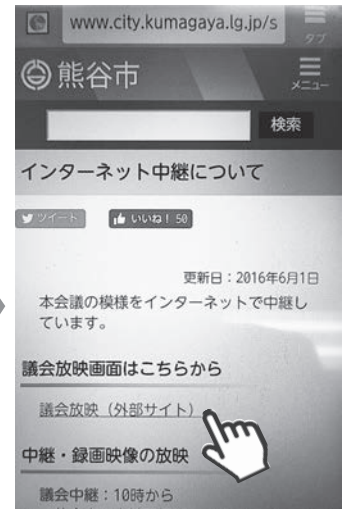 www.city.kumagaya.lg.jp/s
タブ
熊谷市
メニュー
検索
インターネット中継について
ツイート
いいね！ 50
更新日：2016年6月1日
本会議の模様をインターネットで中継し
ています。
議会放映画面はこちらから
議会放映（外部サイト）
中継・録画映像の放映
議会中継：10時から